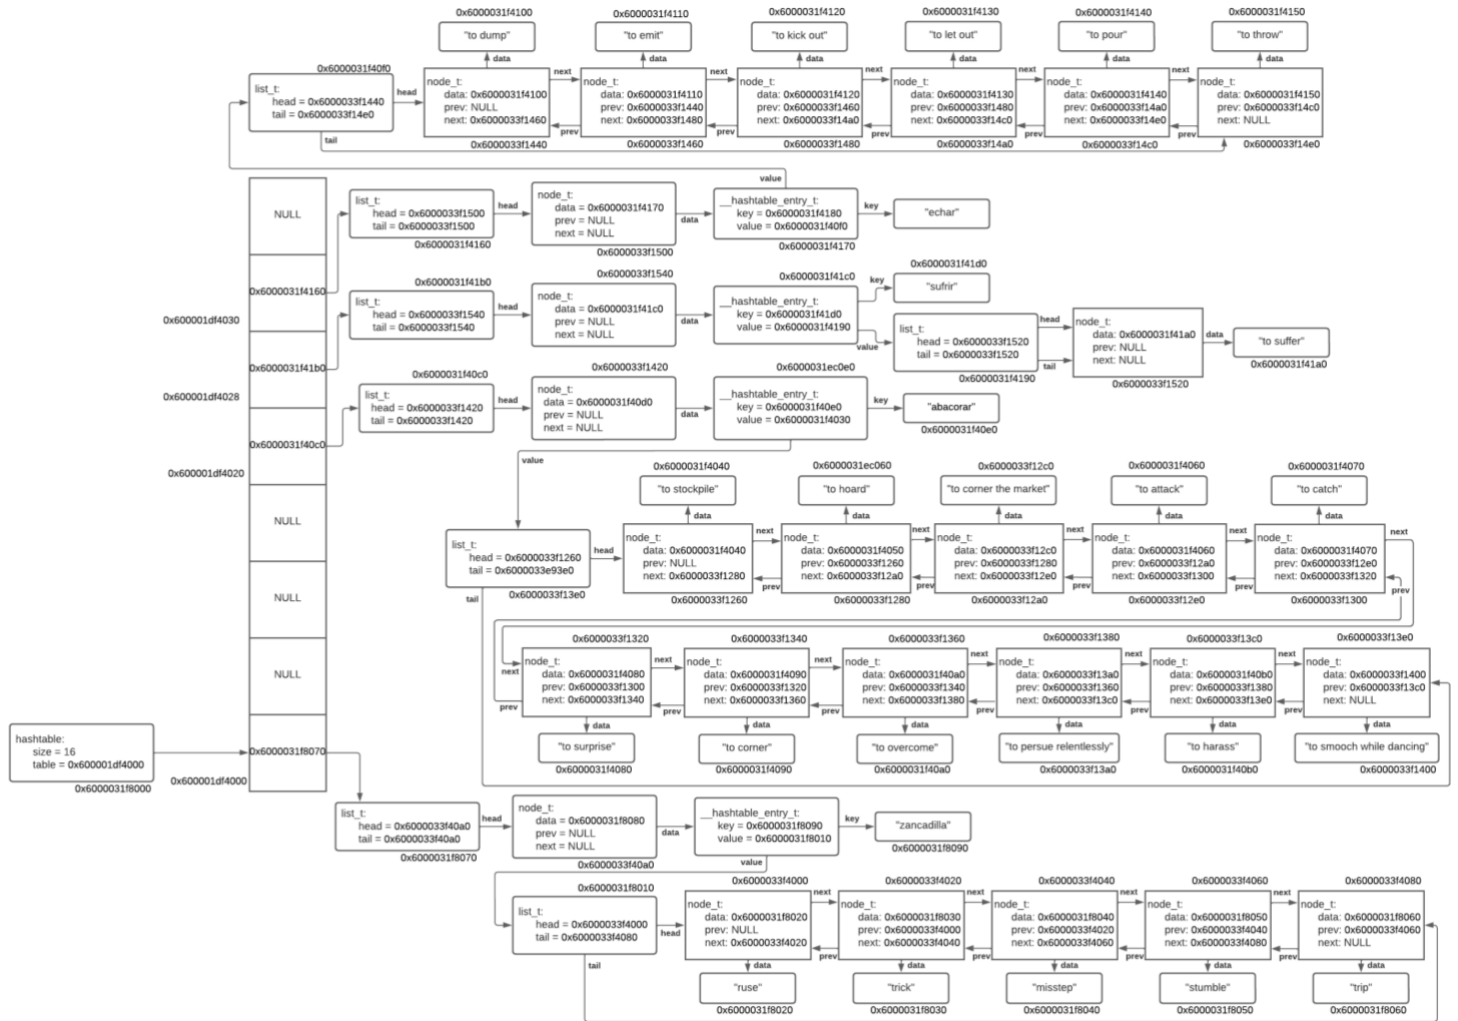 0x6000031f4100
0x6000031f4110
0x6000031f4120
0x6000031f4130
0x6000031f4140
0x6000031f4150
"to dump"
"to emit"
"to kick out"
"to let out"
"to pour"
"to throw"
data
data
data
data
data
data
0x6000031f40f0
list_t:
head = 0x6000033f1440
tail = 0x6000033f14e0
head
tail
node_t:
data: 0x6000031f4100
prev: NULL
next: 0x6000033f1460
0x6000033f1440
next
prev
node_t:
data: 0x6000031f4110
prev: 0x6000033f1440
next: 0x6000033f1480
0x6000033f1460
next
prev
node_t:
data: 0x6000031f4120
prev: 0x6000033f1460
next: 0x6000033f14a0
0x6000033f1480
next
prev
node_t:
data: 0x6000031f4130
prev: 0x6000033f1480
next: 0x6000033f14c0
0x6000033f14a0
next
prev
node_t:
data: 0x6000031f4140
prev: 0x6000033f14a0
next: 0x6000033f14e0
0x6000033f14c0
next
prev
node_t:
data: 0x6000031f4150
prev: 0x6000033f14c0
next: NULL
0x6000033f14e0
value
NULL
list_t:
head = 0x6000033f1500
tail = 0x6000033f1500
0x6000031f4160
head
node_t:
data = 0x6000031f4170
prev = NULL
next = NULL
0x6000033f1500
data
__hashtable_entry_t:
key = 0x6000031f4180
value = 0x6000031f40f0
0x6000031f4170
key
"echar"
0x6000031f4160
0x600001df4030
0x6000031f41b0
list_t:
head = 0x6000033f1540
tail = 0x6000033f1540
head
0x6000033f1540
node_t:
data = 0x6000031f41c0
prev = NULL
next = NULL
data
0x6000031f41c0
__hashtable_entry_t:
key = 0x6000031f41d0
value = 0x6000031f4190
key
0x6000031f41d0
"sufrir"
value
list_t:
head = 0x6000033f1520
tail = 0x6000033f1520
0x6000031f4190
head
tail
node_t:
data: 0x6000031f41a0
prev: NULL
next: NULL
0x6000033f1520
data
"to suffer"
0x6000031f41a0
0x6000031f41b0
0x600001df4028
0x6000031f40c0
list_t:
head = 0x6000033f1420
tail = 0x6000033f1420
head
0x6000033f1420
node_t:
data = 0x6000031f40d0
prev = NULL
next = NULL
data
0x6000031ec0e0
__hashtable_entry_t:
key = 0x6000031f40e0
value = 0x6000031f4030
key
"abacorar"
0x6000031f40e0
0x6000031f40c0
0x600001df4020
value
NULL
NULL
NULL
0x6000031f4040
0x6000031ec060
0x6000033f12c0
0x6000031f4060
0x6000031f4070
"to stockpile"
"to hoard"
"to corner the market"
"to attack"
"to catch"
data
data
data
data
data
list_t:
head = 0x6000033f1260
tail = 0x6000033e93e0
0x6000033f13e0
head
tail
node_t:
data: 0x6000031f4040
prev: NULL
next: 0x6000033f1280
0x6000033f1260
next
prev
node_t:
data: 0x6000031f4050
prev: 0x6000033f1260
next: 0x6000033f12a0
0x6000033f1280
next
prev
node_t:
data: 0x6000033f12c0
prev: 0x6000033f1280
next: 0x6000033f12e0
0x6000033f12a0
next
prev
node_t:
data: 0x6000031f4060
prev: 0x6000033f12a0
next: 0x6000033f1300
0x6000033f12e0
next
prev
node_t:
data: 0x6000031f4070
prev: 0x6000033f12e0
next: 0x6000033f1320
0x6000033f1300
next
prev
0x6000033f1320
0x6000033f1340
0x6000033f1360
0x6000033f1380
0x6000033f13c0
0x6000033f13e0
next
prev
node_t:
data: 0x6000031f4080
prev: 0x6000033f1300
next: 0x6000033f1340
next
prev
node_t:
data: 0x6000031f4090
prev: 0x6000033f1320
next: 0x6000033f1360
next
prev
node_t:
data: 0x6000031f40a0
prev: 0x6000033f1340
next: 0x6000033f1380
next
prev
node_t:
data: 0x6000033f13a0
prev: 0x6000033f1360
next: 0x6000033f13c0
next
prev
node_t:
data: 0x6000031f40b0
prev: 0x6000033f1380
next: 0x6000033f13e0
next
prev
node_t:
data: 0x6000033f1400
prev: 0x6000033f13c0
next: NULL
data
data
data
data
data
data
"to surprise"
"to corner"
"to overcome"
"to persue relentlessly"
"to harass"
"to smooch while dancing"
0x6000031f4080
0x6000031f4090
0x6000031f40a0
0x6000033f13a0
0x6000031f40b0
0x6000033f1400
hashtable:
size = 16
table = 0x600001df4000
0x6000031f8000
0x6000031f8070
0x600001df4000
list_t:
head = 0x6000033f40a0
tail = 0x6000033f40a0
0x6000031f8070
head
node_t:
data = 0x6000031f8080
prev = NULL
next = NULL
0x6000033f40a0
data
__hashtable_entry_t:
key = 0x6000031f8090
value = 0x6000031f8010
key
"zancadilla"
0x6000031f8090
value
0x6000031f8010
list_t:
head = 0x6000033f4000
tail = 0x6000033f4080
head
tail
0x6000033f4000
0x6000033f4020
0x6000033f4040
0x6000033f4060
0x6000033f4080
node_t:
data: 0x6000031f8020
prev: NULL
next: 0x6000033f4020
next
prev
node_t:
data: 0x6000031f8030
prev: 0x6000033f4000
next: 0x6000033f4040
next
prev
node_t:
data: 0x6000031f8040
prev: 0x6000033f4020
next: 0x6000033f4060
next
prev
node_t:
data: 0x6000031f8050
prev: 0x6000033f4040
next: 0x6000033f4080
next
prev
node_t:
data: 0x6000031f8060
prev: 0x6000033f4060
next: NULL
data
data
data
data
data
"ruse"
"trick"
"misstep"
"stumble"
"trip"
0x6000031f8020
0x6000031f8030
0x6000031f8040
0x6000031f8050
0x6000031f8060